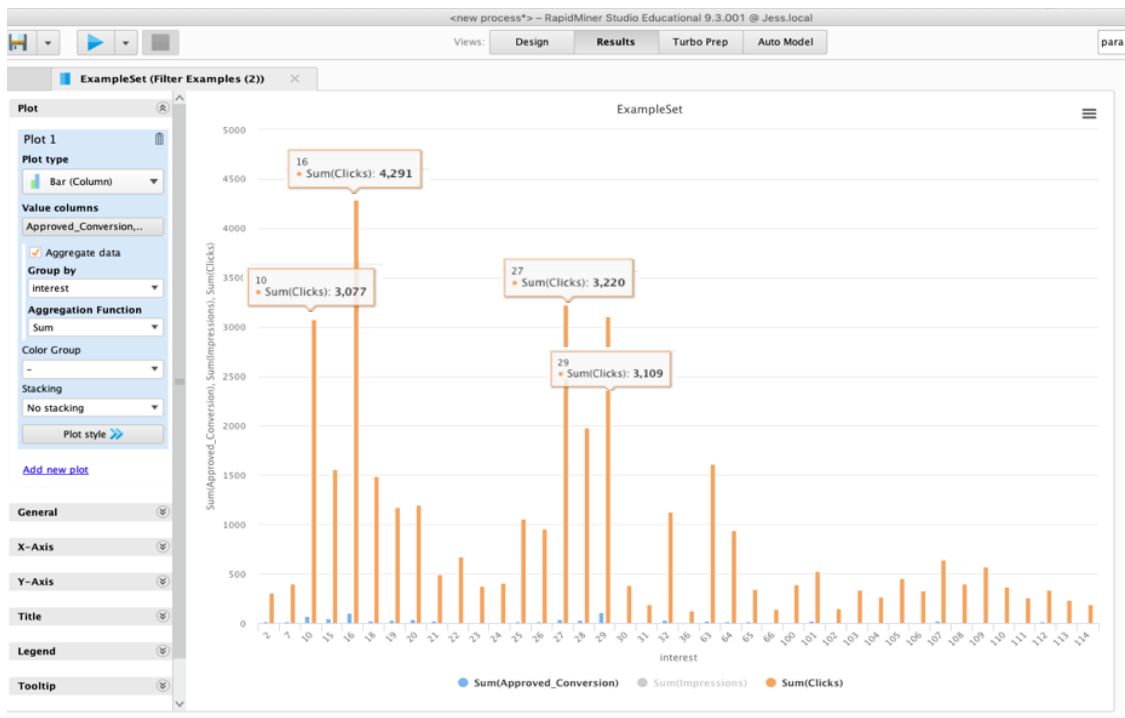 <new process*> – RapidMiner Studio Educational 9.3.001 @ Jess.local
Views: Design Results Turbo Prep Auto Model para
ExampleSet (Filter Examples (2)) ×
Plot
Plot 1
Plot type
Bar (Column)
Value columns
Approved_Conversion,...
Aggregate data
Group by
interest
Aggregation Function
Sum
Color Group
–
Stacking
No stacking
Plot style
Add new plot
General
X-Axis
Y-Axis
Title
Legend
Tooltip
ExampleSet
Sum(Approved_Conversion), Sum(Impressions), Sum(Clicks)
5000
4500
4000
3500
3000
2500
2000
1500
1000
500
0
16
Sum(Clicks): 4,291
10
Sum(Clicks): 3,077
27
Sum(Clicks): 3,220
29
Sum(Clicks): 3,109
2 7 10 15 16 18 19 20 21 22 23 24 25 26 27 28 29 30 31 32 36 63 64 65 66 100 101 102 103 104 105 106 107 108 109 110 111 112 113 114
interest
Sum(Approved_Conversion) Sum(Impressions) Sum(Clicks)